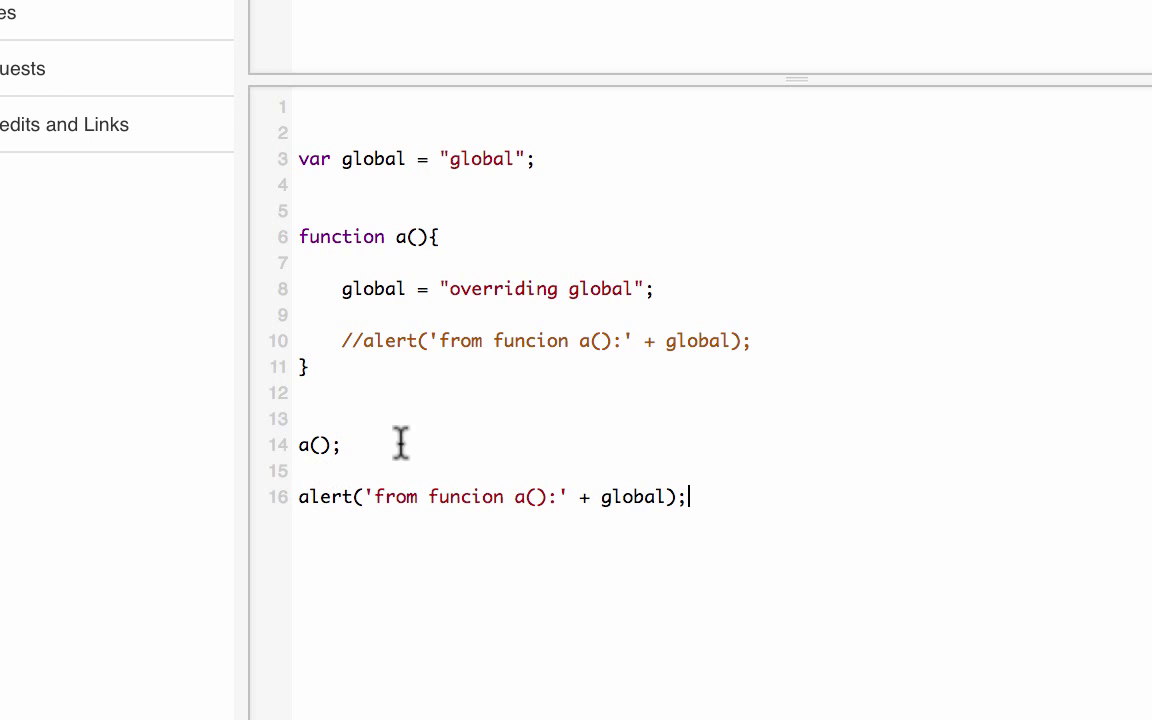 es
uests
edits and Links
1
2
3 var global = "global";
4
5
6 function a(){
7
8 global = "overriding global";
9
10 //alert('from funcion a():' + global);
11 }
12
13
14 a();
15
16 alert('from funcion a():' + global);